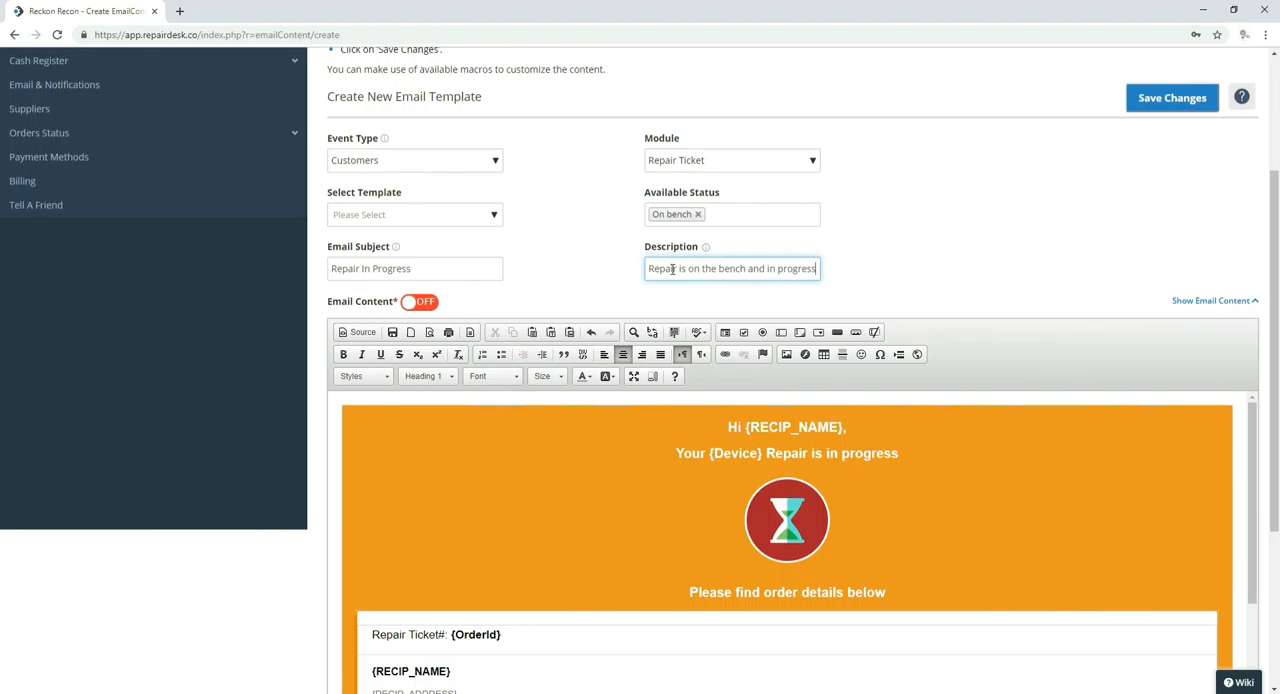 Reckon Recon - Create EmailCon
https://app.repairdesk.co/index.php?r=emailContent/create
Cash Register
Email & Notifications
Suppliers
Orders Status
Payment Methods
Billing
Tell A Friend
Click on 'Save Changes'.
You can make use of available macros to customize the content.
Create New Email Template
Save Changes
Event Type
Module
Customers
Repair Ticket
Select Template
Available Status
Please Select
On bench
Email Subject
Description
Repair In Progress
Repair is on the bench and in progress
Email Content* OFF
Show Email Content
Source
Styles
Heading 1
Font
Size
Hi {RECIP_NAME},
Your {Device} Repair is in progress
Please find order details below
Repair Ticket#: {OrderId}
{RECIP_NAME}
{RECIP_ADDRESS}
Wiki